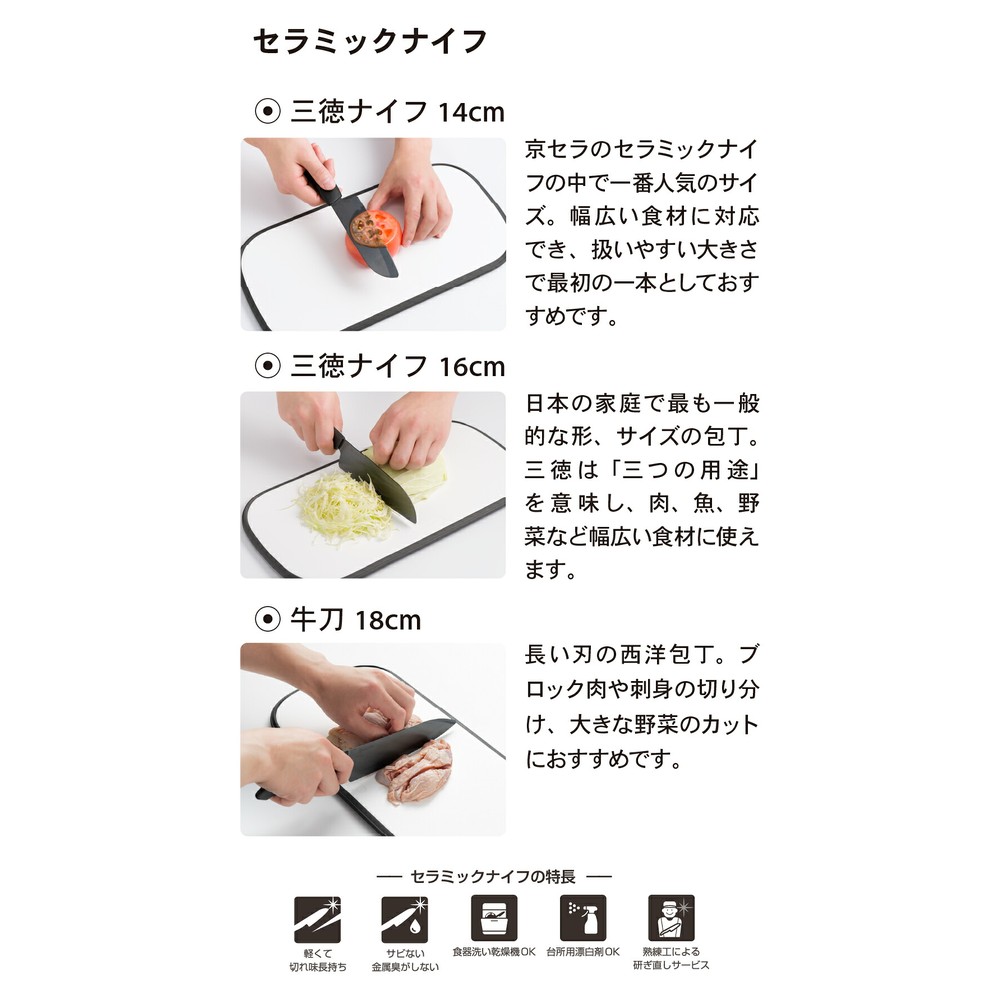 セラミックナイフ
三徳ナイフ 14cm
京セラのセラミックナイ
フの中で一番人気のサイ
ズ。幅広い食材に対応
でき、扱いやすい大きさ
で最初の一本としておす
すめです。
三徳ナイフ 16cm
日本の家庭で最も一般
的な形、サイズの包丁。
三徳は「三つの用途」
を意味し、肉、魚、野
菜など幅広い食材に使え
ます。
牛刀 18cm
長い刃の西洋包丁。ブ
ロック肉や刺身の切り分
け、大きな野菜のカット
におすすめです。
セラミックナイフの特長
軽くて
切れ味長持ち
サビない
金属臭がしない
食器洗い乾燥機OK
台所用漂白剤OK
熟練工による
研ぎ直しサービス